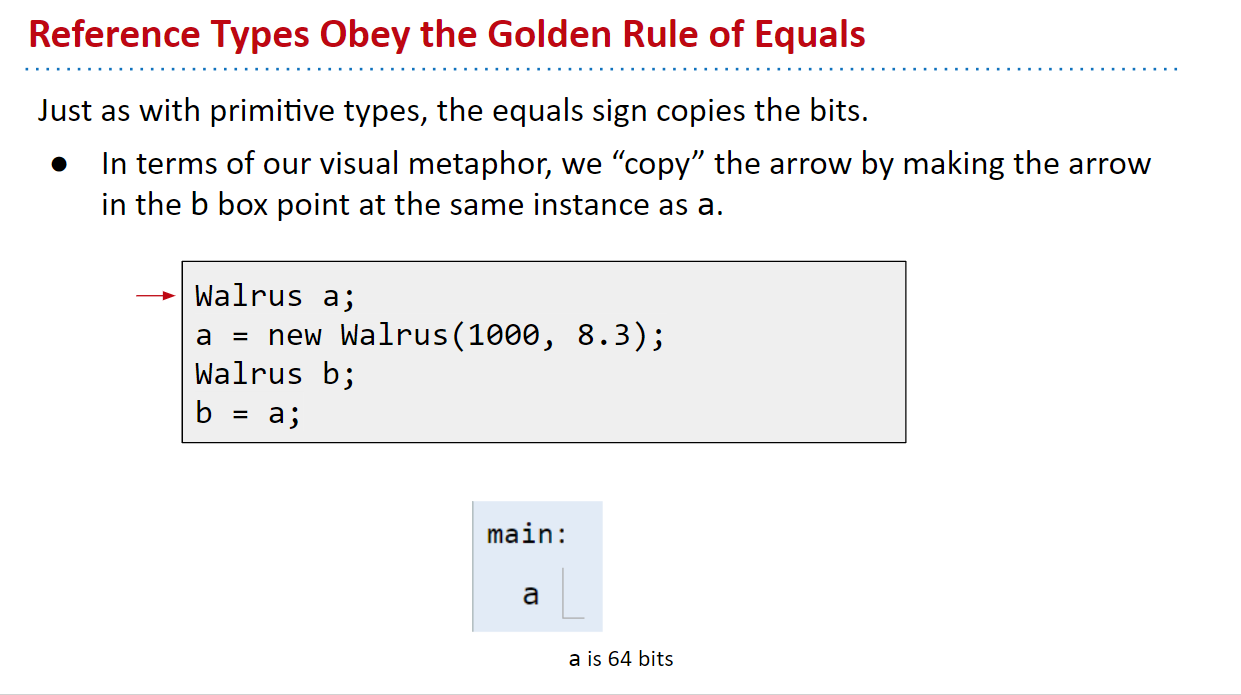 Reference Types Obey the Golden Rule of Equals
Just as with primitive types, the equals sign copies the bits.
● In terms of our visual metaphor, we “copy” the arrow by making the arrow
in the b box point at the same instance as a.
Walrus a;
a = new Walrus(1000, 8.3);
Walrus b;
b = a;
main:
a
a is 64 bits